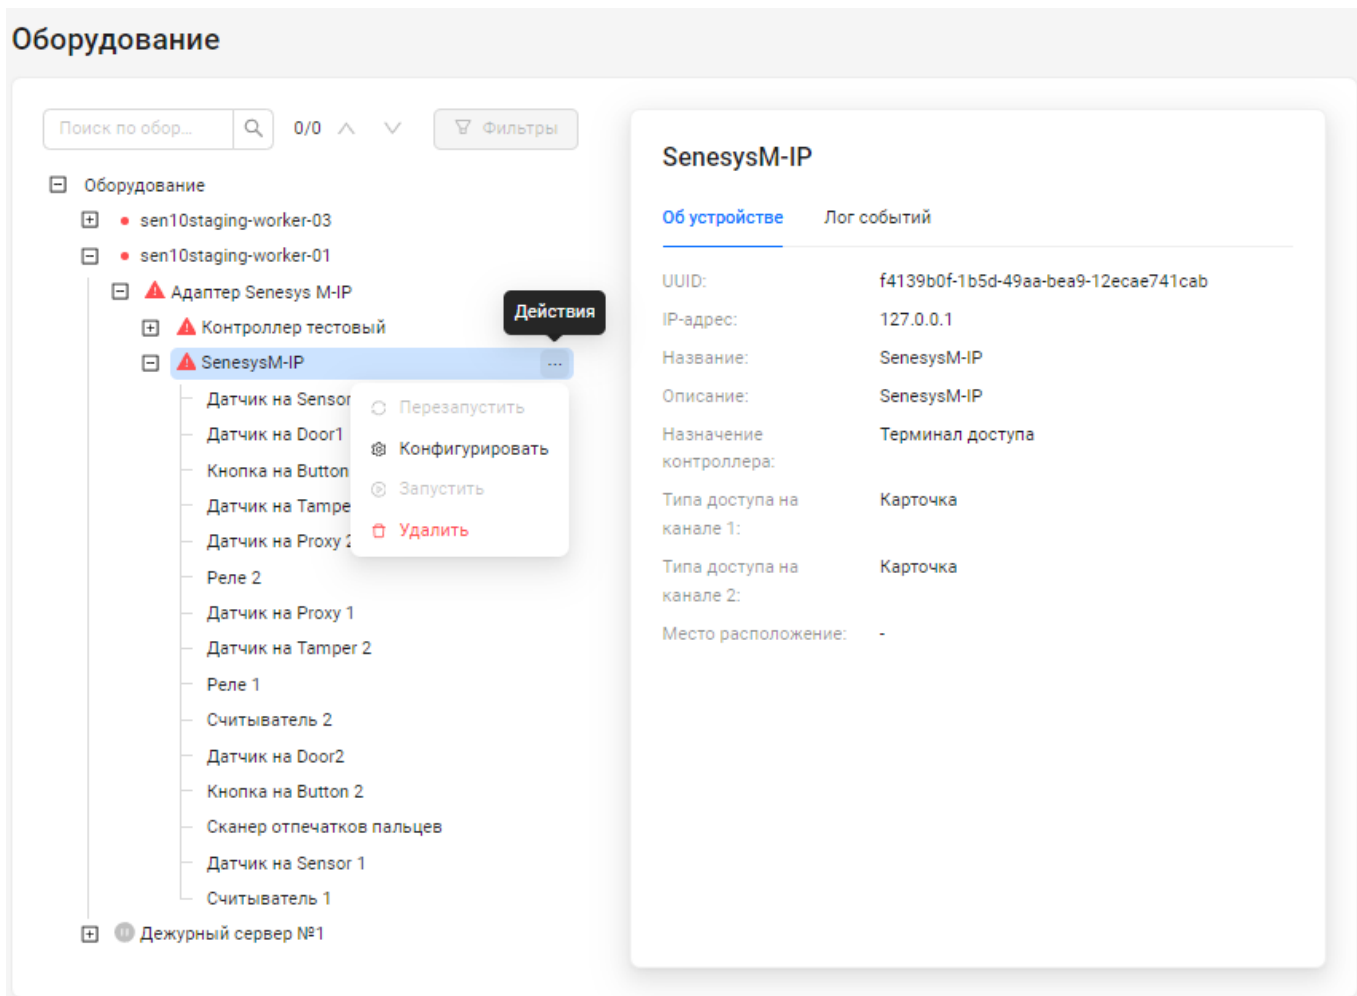 Оборудование
Поиск по обор...
0/0
Фильтры
Оборудование
sen10staging-worker-03
sen10staging-worker-01
Адаптер Senesys M-IP
Контроллер тестовый
Действия
SenesysM-IP
...
Датчик на Sensor
Датчик на Door1
Кнопка на Button
Датчик на Tampe
Датчик на Proxy 2
Реле 2
Датчик на Proxy 1
Датчик на Tamper 2
Реле 1
Считыватель 2
Датчик на Door2
Кнопка на Button 2
Сканер отпечатков пальцев
Датчик на Sensor 1
Считыватель 1
Дежурный сервер №1
Перезапустить
Конфигурировать
Запустить
Удалить
SenesysM-IP
Об устройстве Лог событий
UUID: f4139b0f-1b5d-49aa-bea9-12ecae741cab
IP-адрес: 127.0.0.1
Название: SenesysM-IP
Описание: SenesysM-IP
Назначение Терминал доступа
контроллера:
Типа доступа на Карточка
канале 1:
Типа доступа на Карточка
канале 2:
Место расположение: -